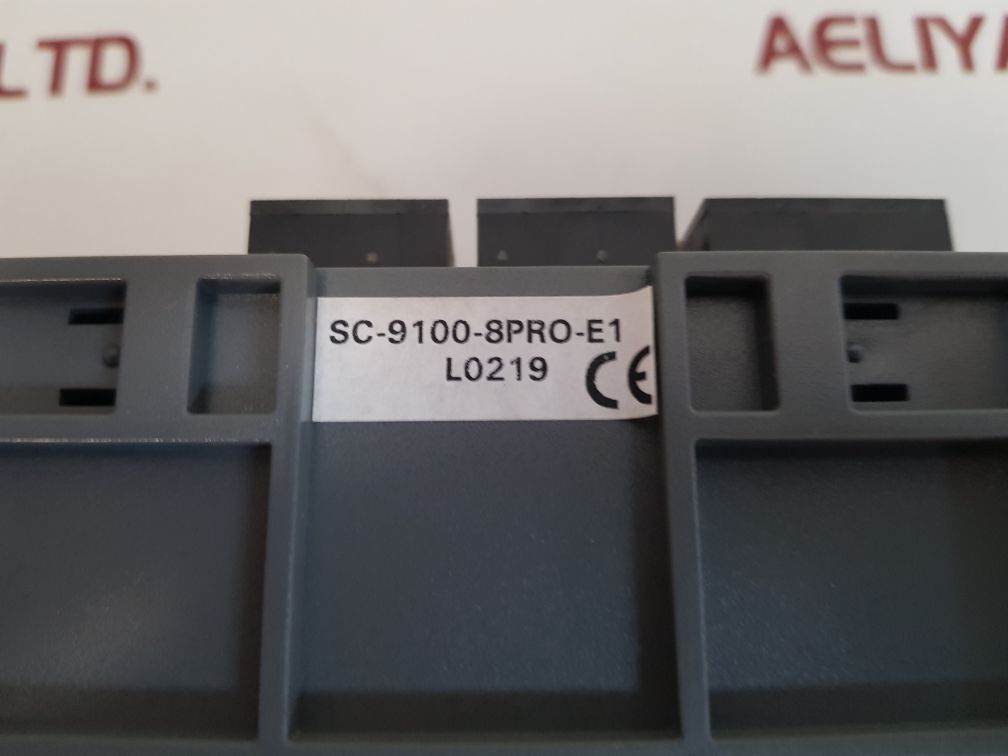 LTD.
AELIYA
SC-9100-8PRO-E1
L0219
CE